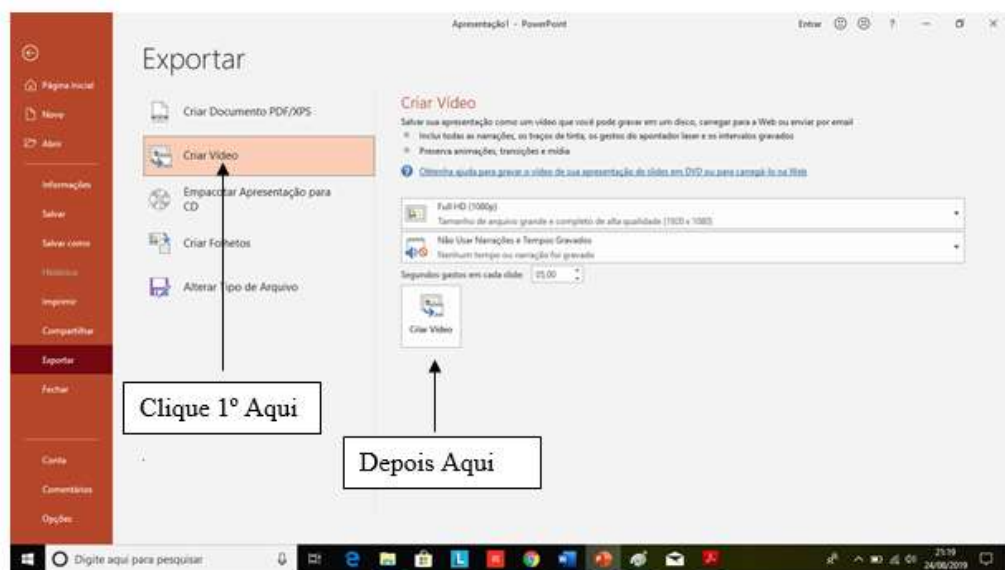 Apresentação1 - PowerPoint
Entrar
?
Exportar
Página Inicial
Novo
Abrir
Informações
Salvar
Salvar como
Histórico
Imprimir
Compartilhar
Exportar
Fechar
Conta
Comentários
Opções
Criar Documento PDF/XPS
Criar Vídeo
Empacotar Apresentação para
CD
Criar Folhetos
Alterar Tipo de Arquivo
Criar Vídeo
Salvar sua apresentação como um vídeo que você pode gravar em um disco, carregar para a Web ou enviar por email
Inclui todas as narrações, os traços de tinta, os gestos do apontador laser e os intervalos gravados
Preserva animações, transições e mídia
Obtenha ajuda para gravar o vídeo de sua apresentação de slides em DVD ou para carregá-lo na Web
Full HD (1080p)
Tamanho de arquivo grande e completo de alta qualidade (1920 x 1080)
Não Usar Narrações e Tempos Gravados
Nenhum tempo ou narração foi gravado
Segundos gastos em cada slide: 05,00
Criar Vídeo
Clique 1º Aqui
Depois Aqui
Digite aqui para pesquisar
21:19
24/08/2019